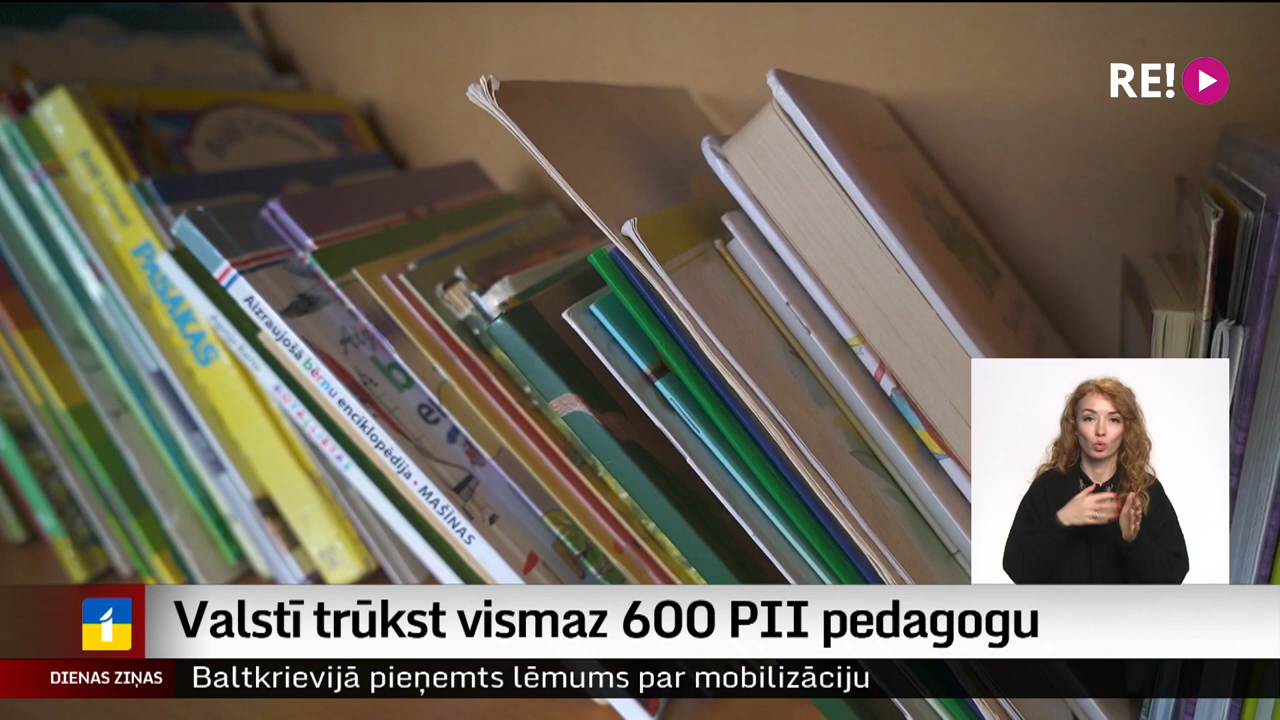 RE!
PASAKAS
Aizraujošā bērnu enciklopēdija • MAŠĪNAS
1
Valstī trūkst vismaz 600 PII pedagogu
DIENAS ZIŅAS
Baltkrievijā pieņemts lēmums par mobilizāciju